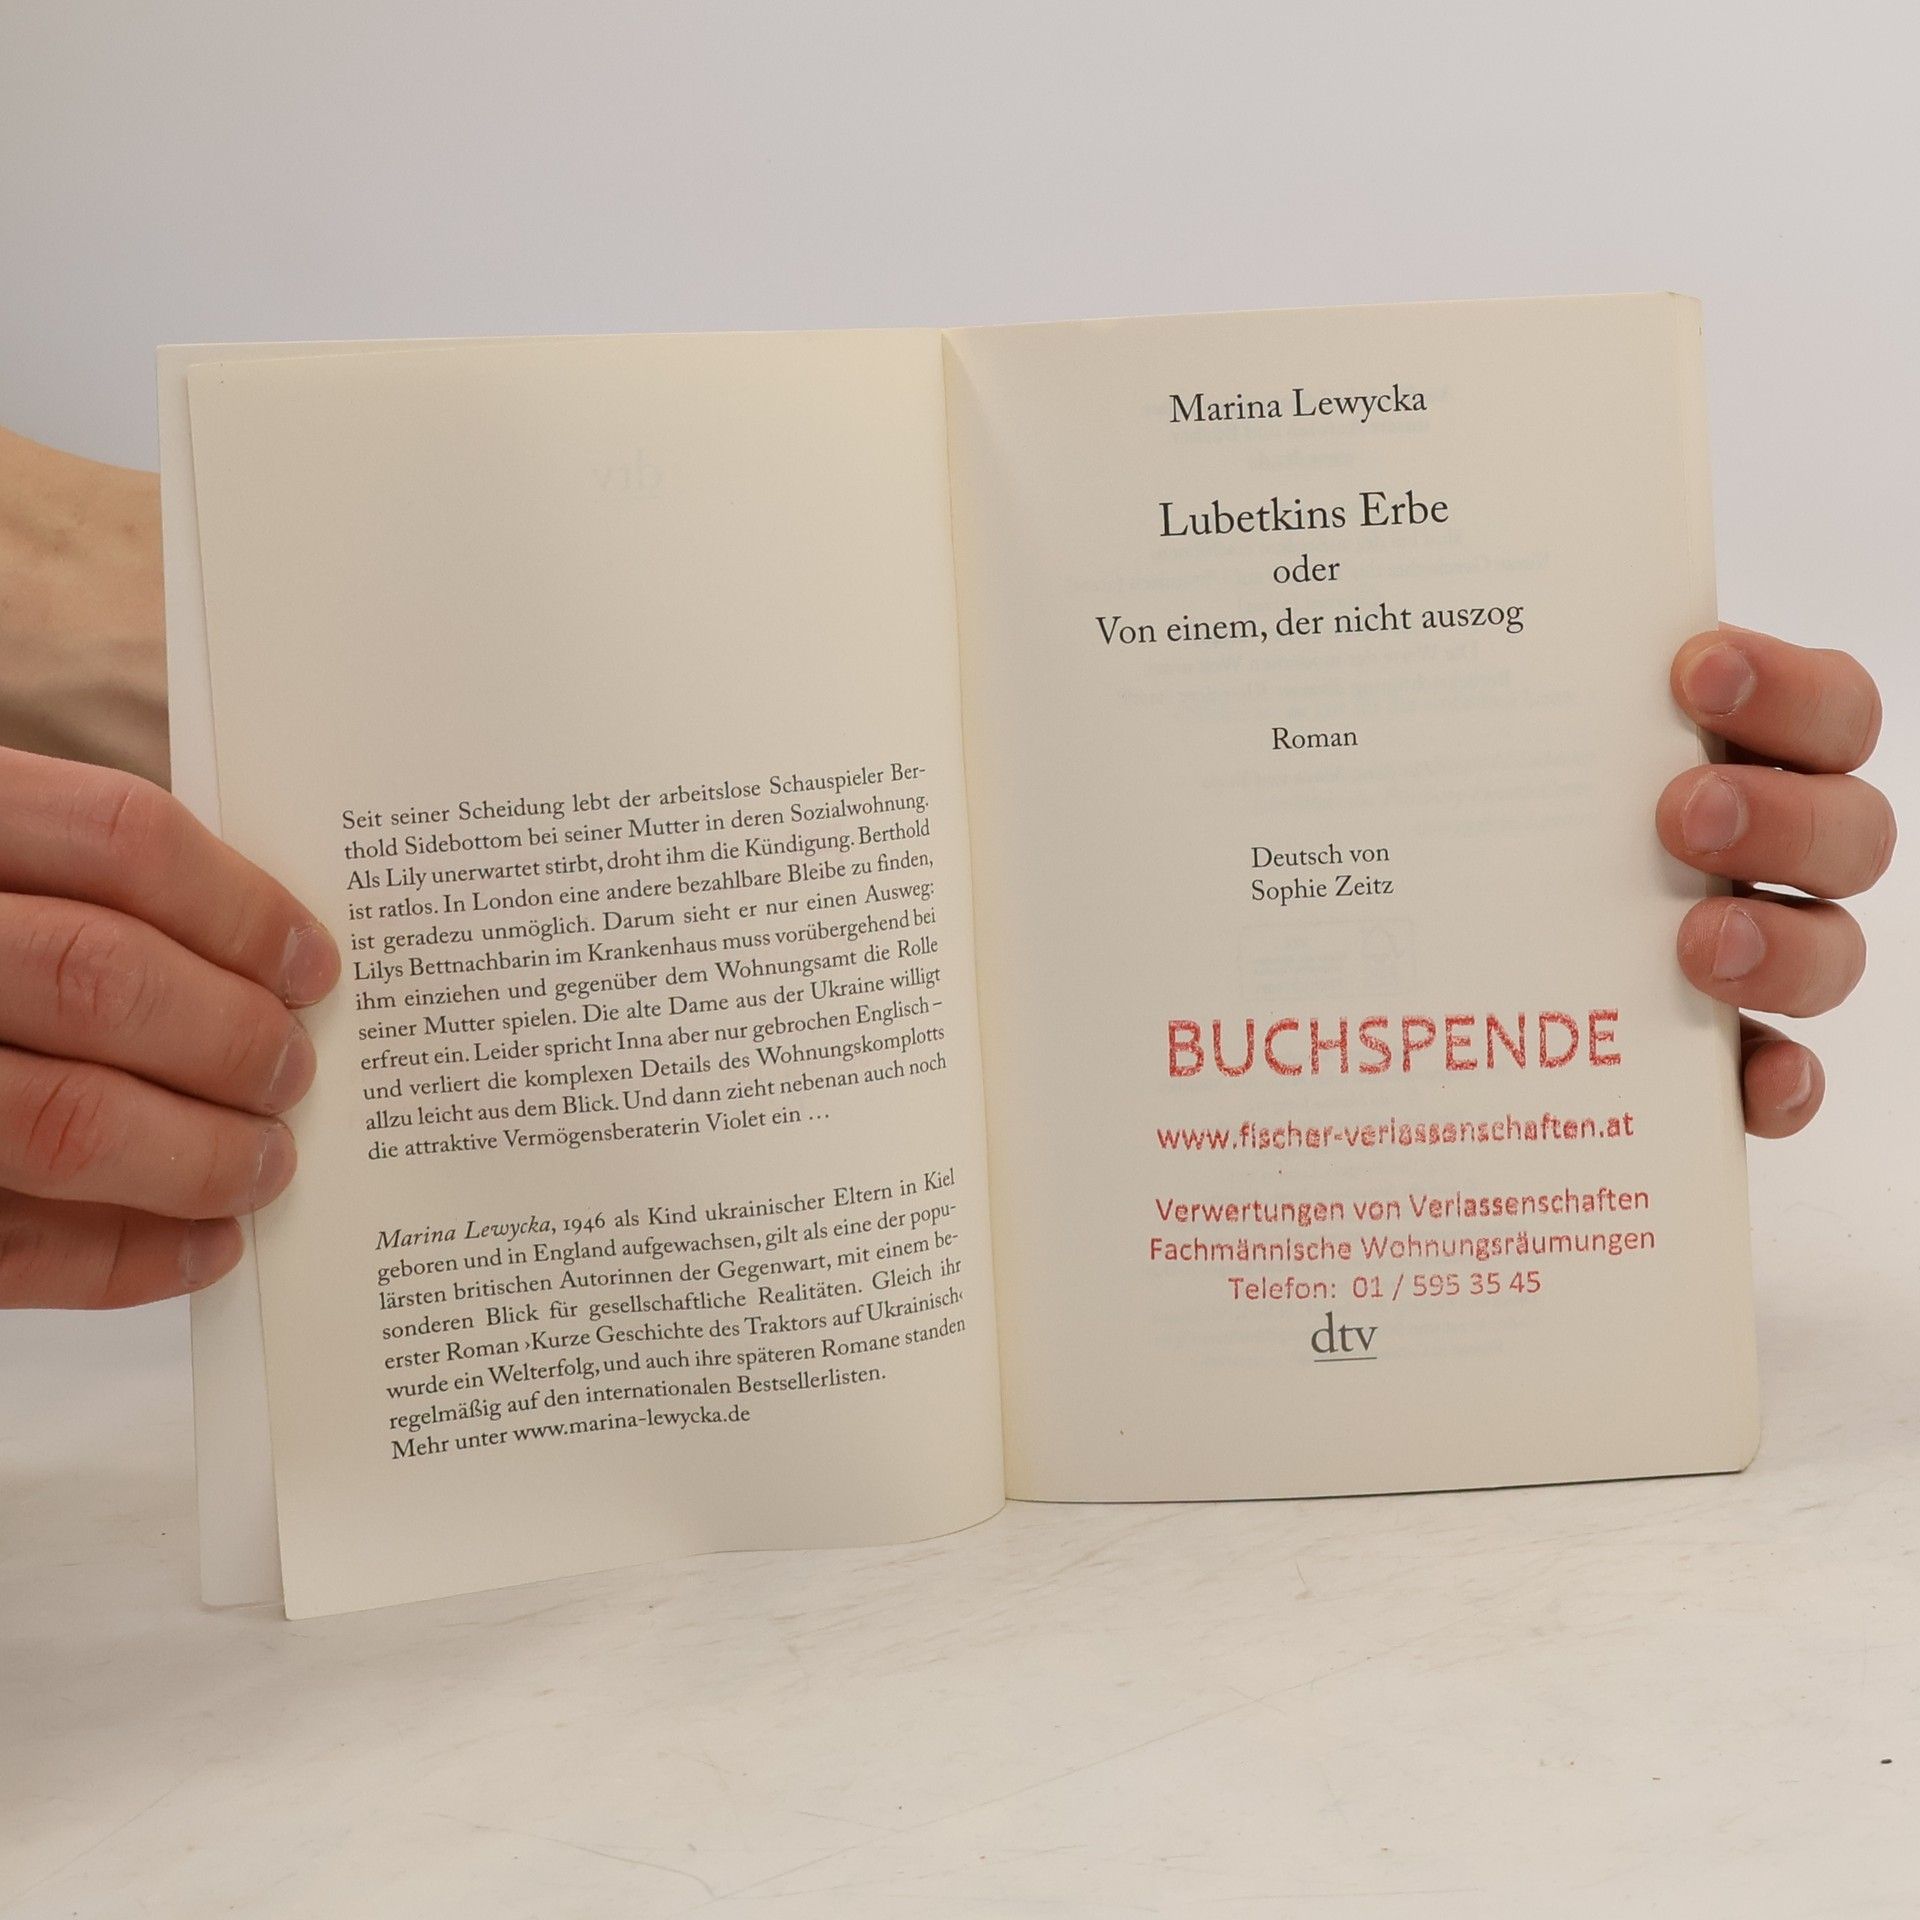 Seit seiner Scheidung lebt der arbeitslose Schauspieler Ber-
thold Sidebottom bei seiner Mutter in deren Sozialwohnung.
Als Lily unerwartet stirbt, droht ihm die Kündigung. Berthold
ist ratlos. In London eine andere bezahlbare Bleibe zu finden,
ist geradezu unmöglich. Darum sieht er nur einen Ausweg:
Lilys Bettnachbarin im Krankenhaus muss vorübergehend bei
ihm einziehen und gegenüber dem Wohnungsamt die Rolle
seiner Mutter spielen. Die alte Dame aus der Ukraine willigt
erfreut ein. Leider spricht Inna aber nur gebrochen Englisch –
und verliert die komplexen Details des Wohnungskomplotts
allzu leicht aus dem Blick. Und dann zieht nebenan auch noch
die attraktive Vermögensberaterin Violet ein …
Marina Lewycka, 1946 als Kind ukrainischer Eltern in Kiel
geboren und in England aufgewachsen, gilt als eine der popu-
lärsten britischen Autorinnen der Gegenwart, mit einem be-
sonderen Blick für gesellschaftliche Realitäten. Gleich ihr
erster Roman ›Kurze Geschichte des Traktors auf Ukrainisch‹
wurde ein Welterfolg, und auch ihre späteren Romane standen
regelmäßig auf den internationalen Bestsellerlisten.
Mehr unter www.marina-lewycka.de
Marina Lewycka
Lubetkins Erbe
oder
Von einem, der nicht auszog
Roman
Deutsch von
Sophie Zeitz
BUCHSPENDE
www.fischer-verlassenschaften.at
Verwertungen von Verlassenschaften
Fachmännische Wohnungsräumungen
Telefon: 01 / 595 35 45
dtv